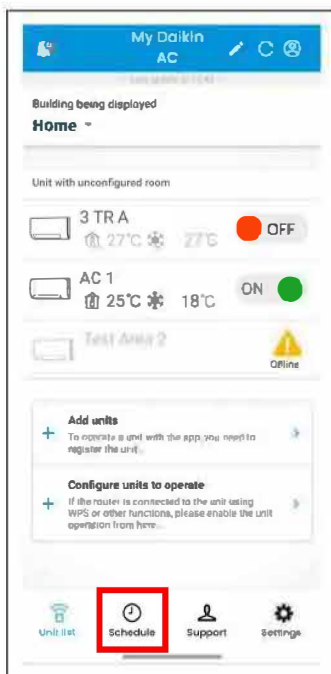 My Daikin
AC
Building being displayed
Home
Unit with unconfigured room
3 TR A
27°C 27°C
OFF
AC 1
25°C 18°C
ON
Test Area 2
Offline
Add units
To operate a unit with the app, you need to
register the unit.
Configure units to operate
If the router is connected to the unit using
WPS or other functions, please enable the unit
operation from here.
Unit list
Schedule
Support
Settings